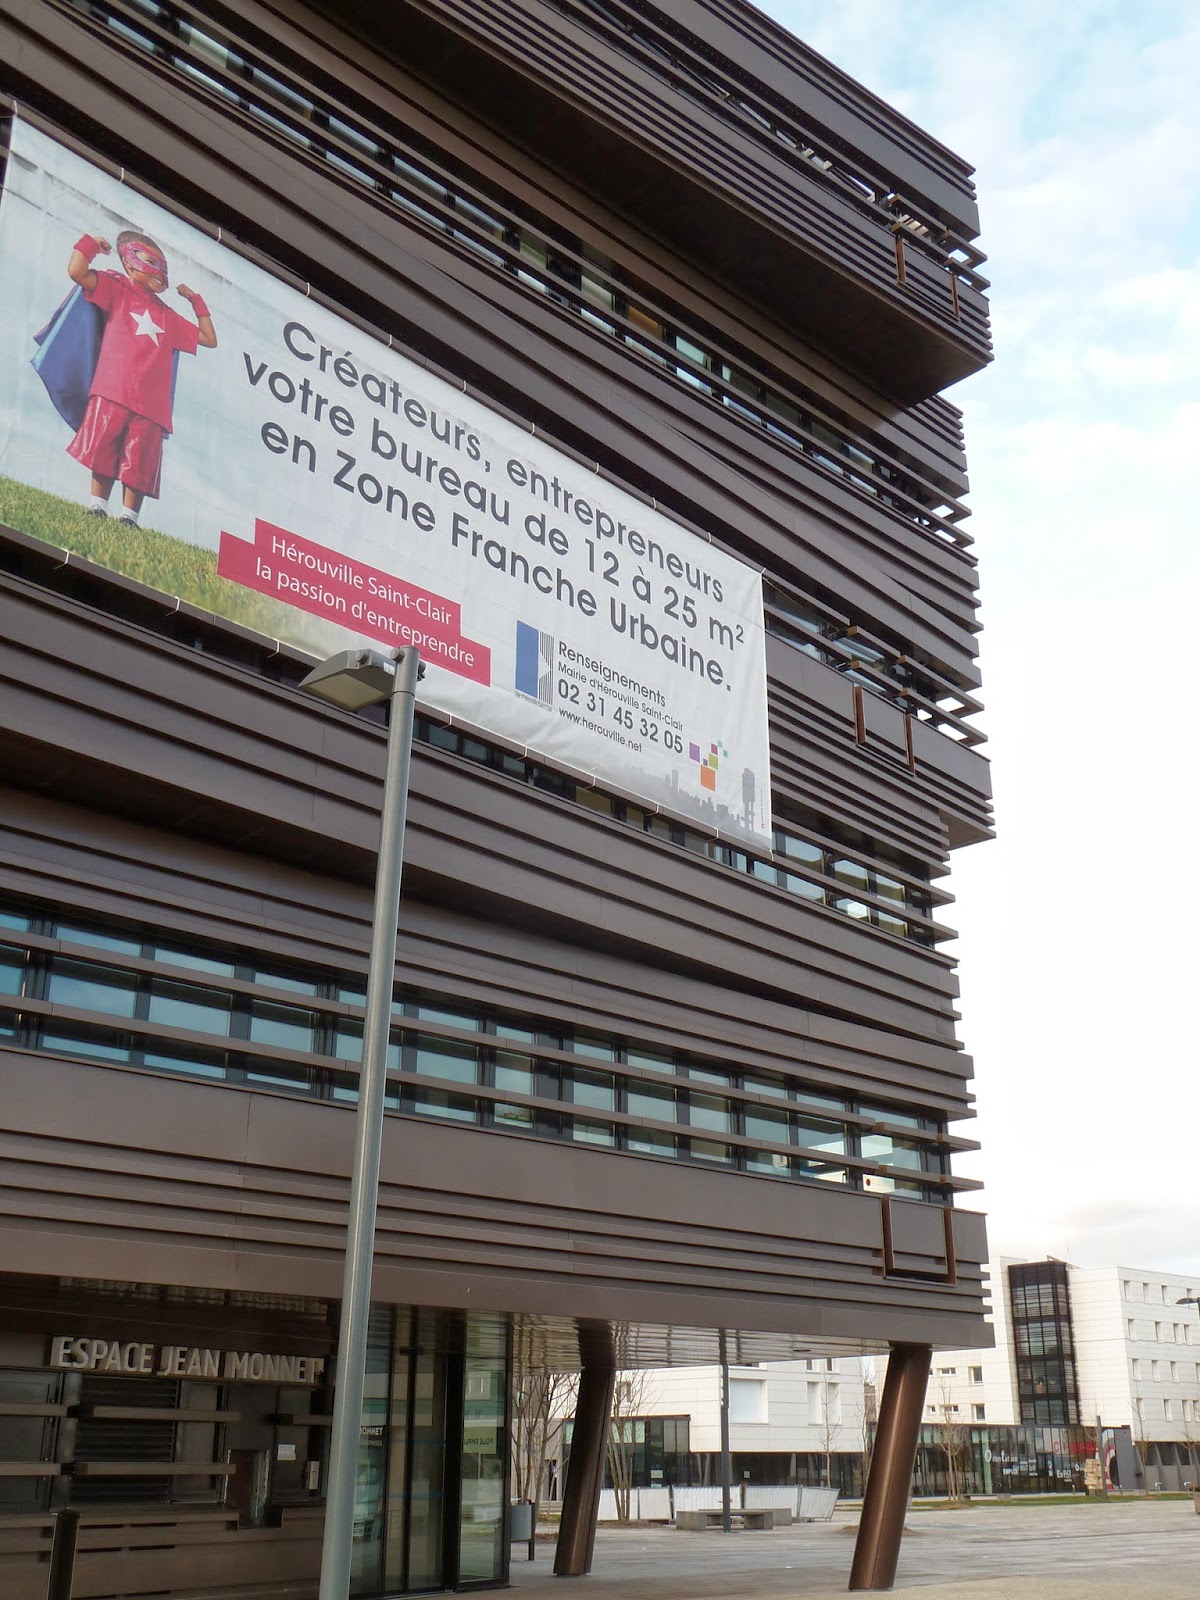 Créateurs, entrepreneurs
votre bureau de 12 à 25 m²
en Zone Franche Urbaine.
Hérouville Saint-Clair
la passion d'entreprendre
Renseignements
Mairie d'Hérouville Saint-Clair
02 31 45 32 05
www.herouville.net
ESPACE JEAN MONNET